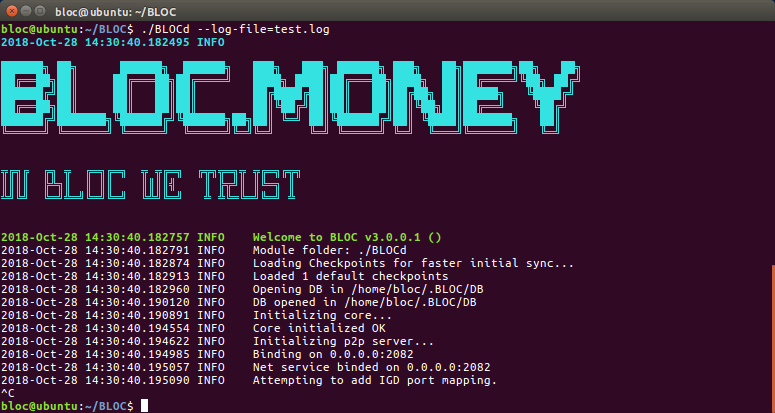 bloc@ubuntu: ~/BLOC
bloc@ubuntu:~/BLOC$ ./BLOCd --log-file=test.log
2018-Oct-28 14:30:40.182495 INFO
BLOC.MONEY
IN BLOC WE TRUST
2018-Oct-28 14:30:40.182757 INFO    Welcome to BLOC v3.0.0.1 ()
2018-Oct-28 14:30:40.182791 INFO    Module folder: ./BLOCd
2018-Oct-28 14:30:40.182874 INFO    Loading Checkpoints for faster initial sync...
2018-Oct-28 14:30:40.182913 INFO    Loaded 1 default checkpoints
2018-Oct-28 14:30:40.182960 INFO    Opening DB in /home/bloc/.BLOC/DB
2018-Oct-28 14:30:40.190120 INFO    DB opened in /home/bloc/.BLOC/DB
2018-Oct-28 14:30:40.190891 INFO    Initializing core...
2018-Oct-28 14:30:40.194554 INFO    Core initialized OK
2018-Oct-28 14:30:40.194622 INFO    Initializing p2p server...
2018-Oct-28 14:30:40.194985 INFO    Binding on 0.0.0.0:2082
2018-Oct-28 14:30:40.195057 INFO    Net service binded on 0.0.0.0:2082
2018-Oct-28 14:30:40.195090 INFO    Attempting to add IGD port mapping.
^C
bloc@ubuntu:~/BLOC$